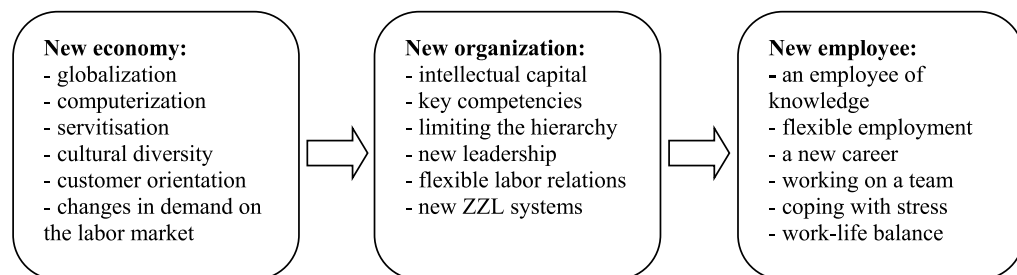 New economy:
- globalization
- computerization
- servitisation
- cultural diversity
- customer orientation
- changes in demand on
the labor market
New organization:
- intellectual capital
- key competencies
- limiting the hierarchy
- new leadership
- flexible labor relations
- new ZZL systems
New employee:
- an employee of
knowledge
- flexible employment
- a new career
- working on a team
- coping with stress
- work-life balance